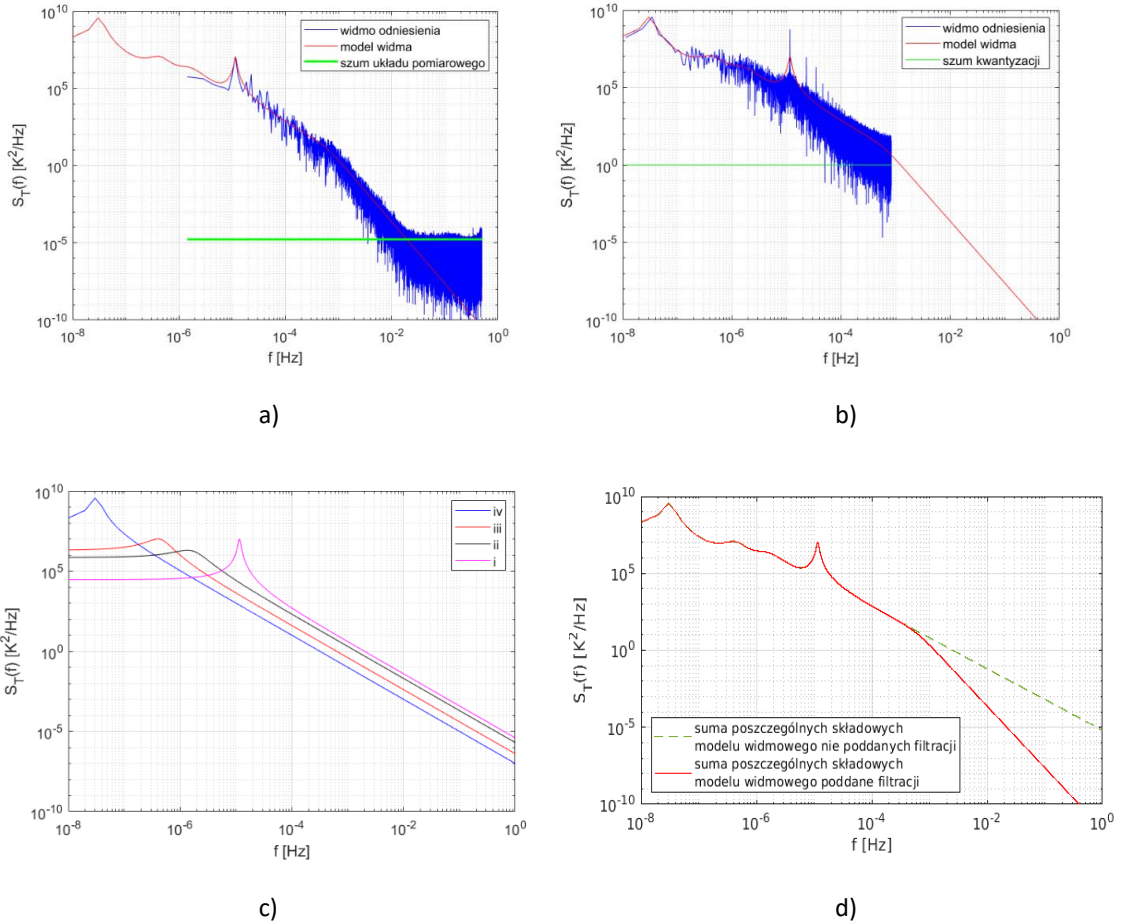 10^10
10^5
10^0
10^-5
10^-10
S_T(f) [K^2/Hz]
widmo odniesienia
model widma
szum układu pomiarowego
10^-8
10^-6
10^-4
10^-2
10^0
f [Hz]
a)
10^10
10^5
10^0
10^-5
10^-10
S_T(f) [K^2/Hz]
widmo odniesienia
model widma
szum kwantyzacji
10^-8
10^-6
10^-4
10^-2
10^0
f [Hz]
b)
10^10
10^5
10^0
10^-5
10^-10
S_T(f) [K^2/Hz]
iv
iii
ii
i
10^-8
10^-6
10^-4
10^-2
10^0
f [Hz]
c)
10^10
10^5
10^0
10^-5
10^-10
S_T(f) [K^2/Hz]
suma poszczególnych składowych
modelu widmowego nie poddanych filtracji
suma poszczególnych składowych
modelu widmowego poddane filtracji
10^-8
10^-6
10^-4
10^-2
10^0
f [Hz]
d)